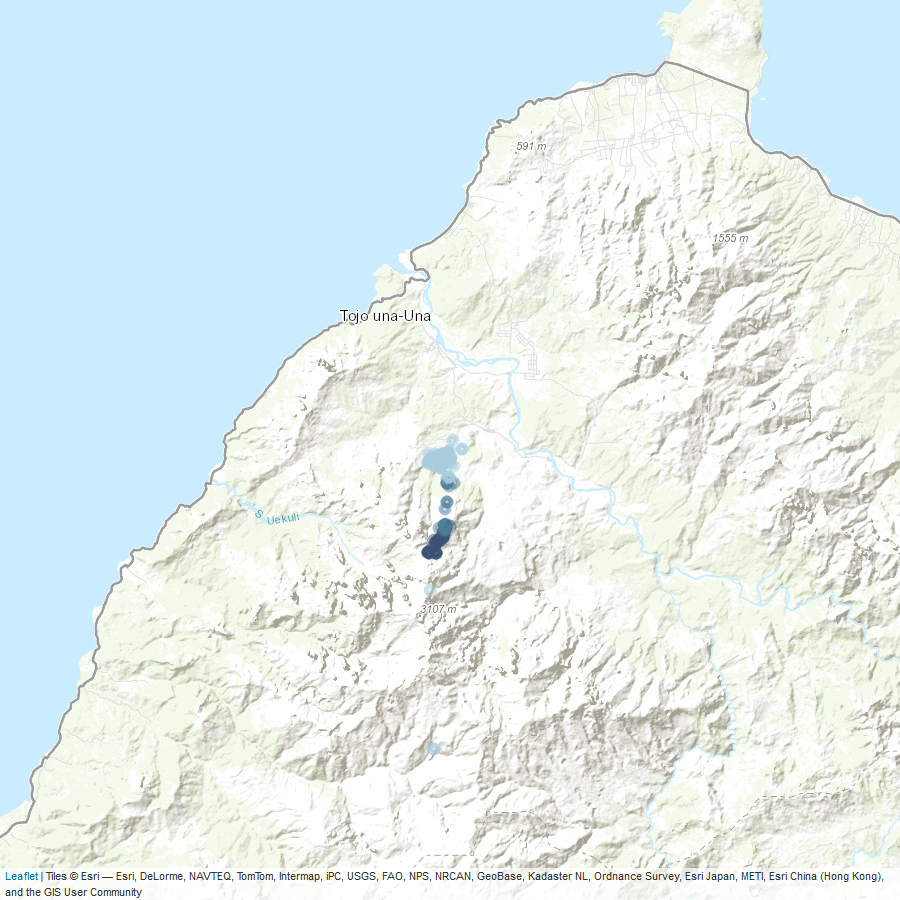 591 m
1555 m
Tojo una-Una
S. Uekuli
3107 m
Leaflet | Tiles © Esri — Esri, DeLorme, NAVTEQ, TomTom, Intermap, iPC, USGS, FAO, NPS, NRCAN, GeoBase, Kadaster NL, Ordnance Survey, Esri Japan, METI, Esri China (Hong Kong),
and the GIS User Community